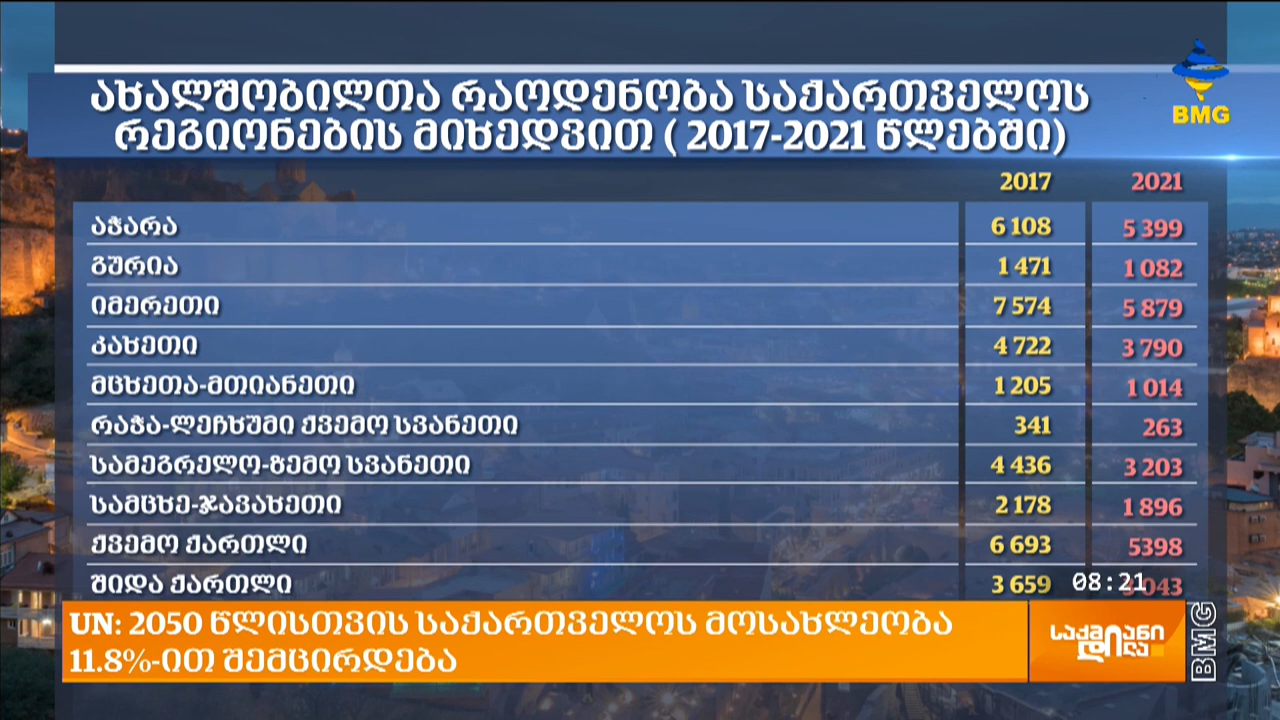 ახალშობილთა რაოდენობა საქართველოს
რეგიონების მიხედვით ( 2017-2021 წლებში)
BMG
2017 2021
აჭარა 6 108 5 399
გურია 1 471 1 082
იმერეთი 7 574 5 879
კახეთი 4 722 3 790
მცხეთა-მთიანეთი 1 205 1 014
რაჭა-ლეჩხუმი ქვემო სვანეთი 341 263
სამეგრელო-ზემო სვანეთი 4 436 3 203
სამცხე-ჯავახეთი 2 178 1 896
ქვემო ქართლი 6 693 5398
შიდა ქართლი 3 659 043
08:21
UN: 2050 წლისთვის საქართველოს მოსახლეობა
11.8%-ით შემცირდება
საქმიანი
დილა
BMG